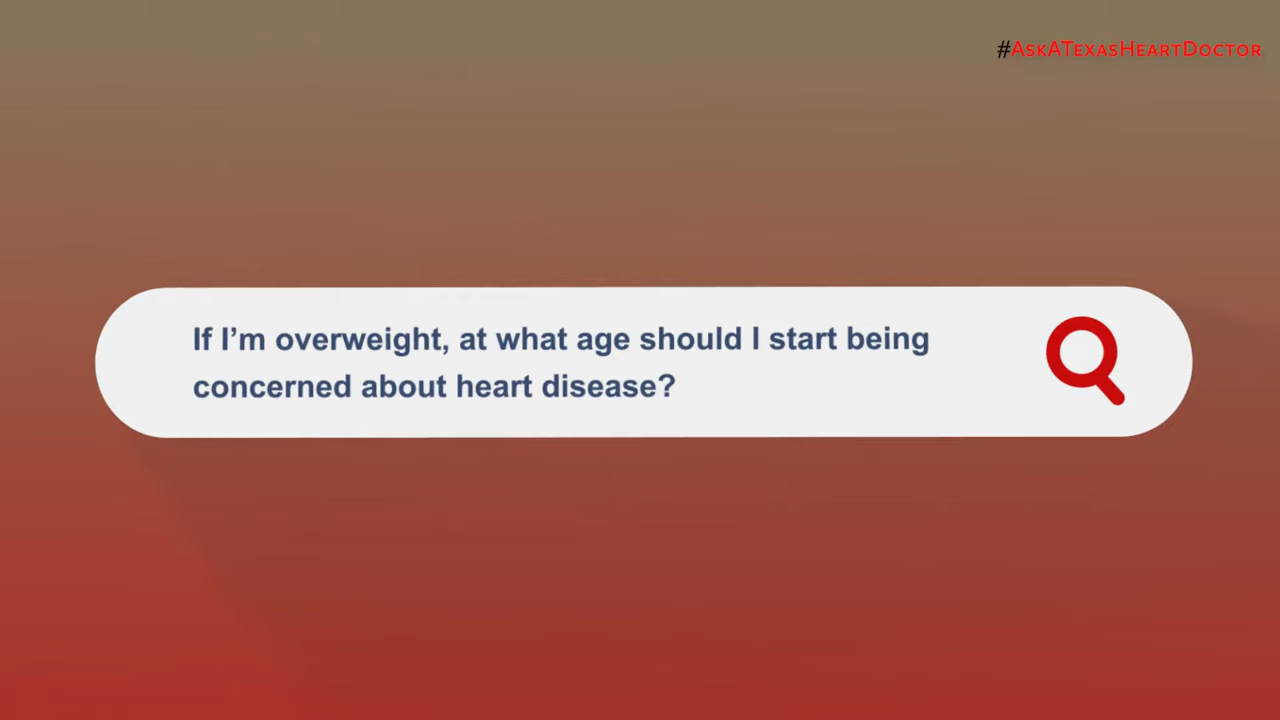 #AskATexasHeartDoctor
If I’m overweight, at what age should I start being
concerned about heart disease?